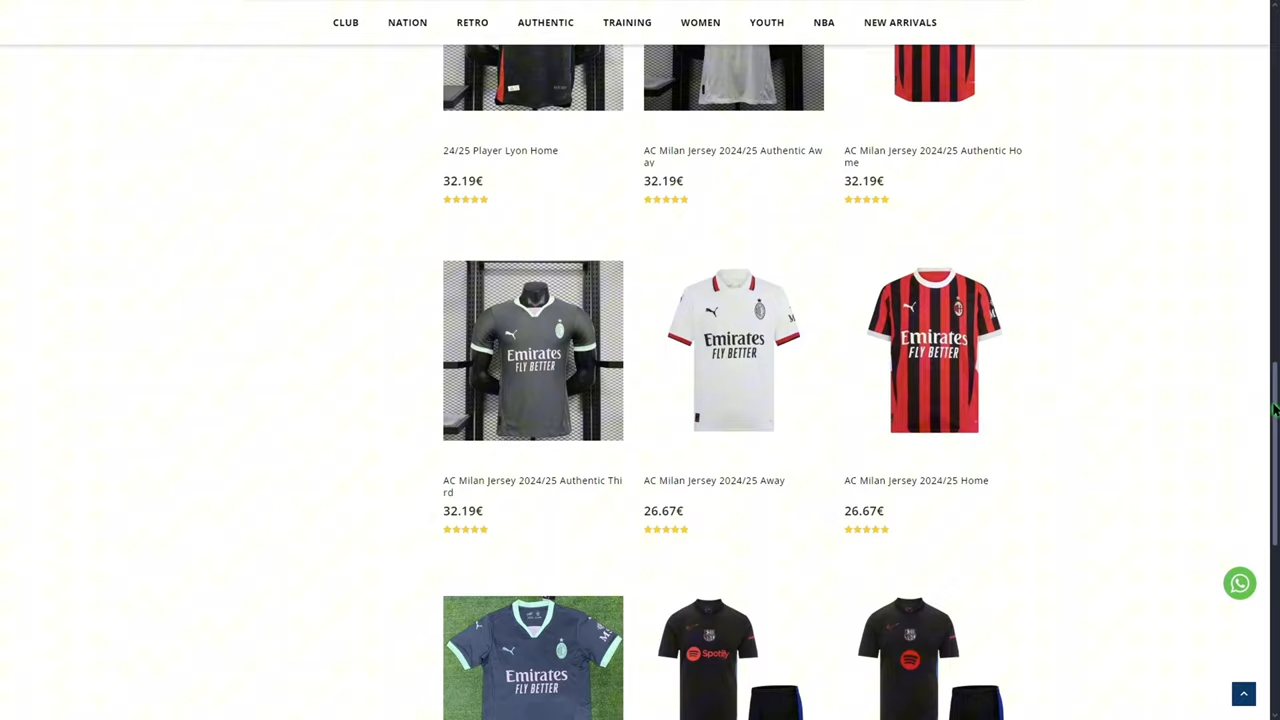 CLUB NATION RETRO AUTHENTIC TRAINING WOMEN YOUTH NBA NEW ARRIVALS
24/25 Player Lyon Home
32.19€
AC Milan Jersey 2024/25 Authentic Aw
ay
32.19€
AC Milan Jersey 2024/25 Authentic Ho
me
32.19€
Emirates
FLY BETTER
AC Milan Jersey 2024/25 Authentic Thi
rd
32.19€
Emirates
FLY BETTER
AC Milan Jersey 2024/25 Away
26.67€
Emirates
FLY BETTER
AC Milan Jersey 2024/25 Home
26.67€
Emirates
FLY BETTER
Spotify